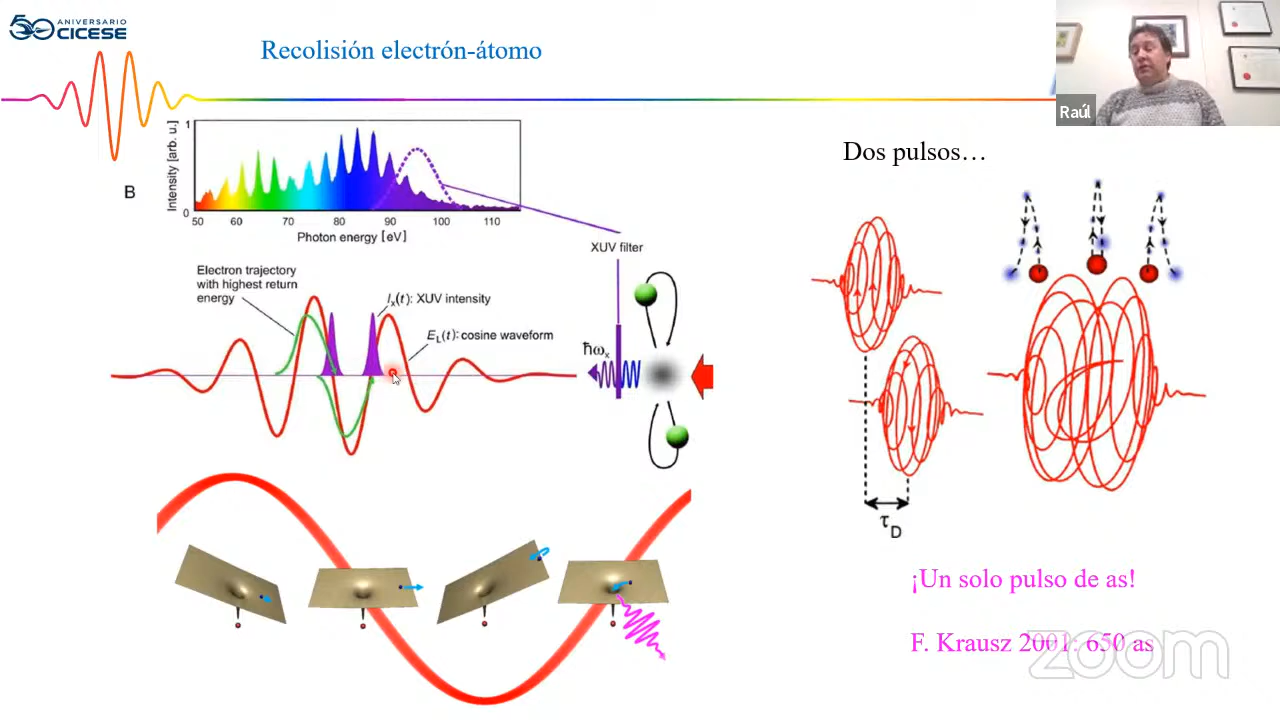 50 ANIVERSARIO
CICESE
Recolisión electrón-átomo
Raúl
B
Intensity [arb. u.]
1
0
50 60 70 80 90 100 110
Photon energy [eV]
XUV filter
Electron trajectory
with highest return
energy
Iₓ(t): XUV intensity
E_L(t): cosine waveform
ħωₓ
Dos pulsos…
τ_D
¡Un solo pulso de as!
F. Krausz 2001: 650 as
zoom